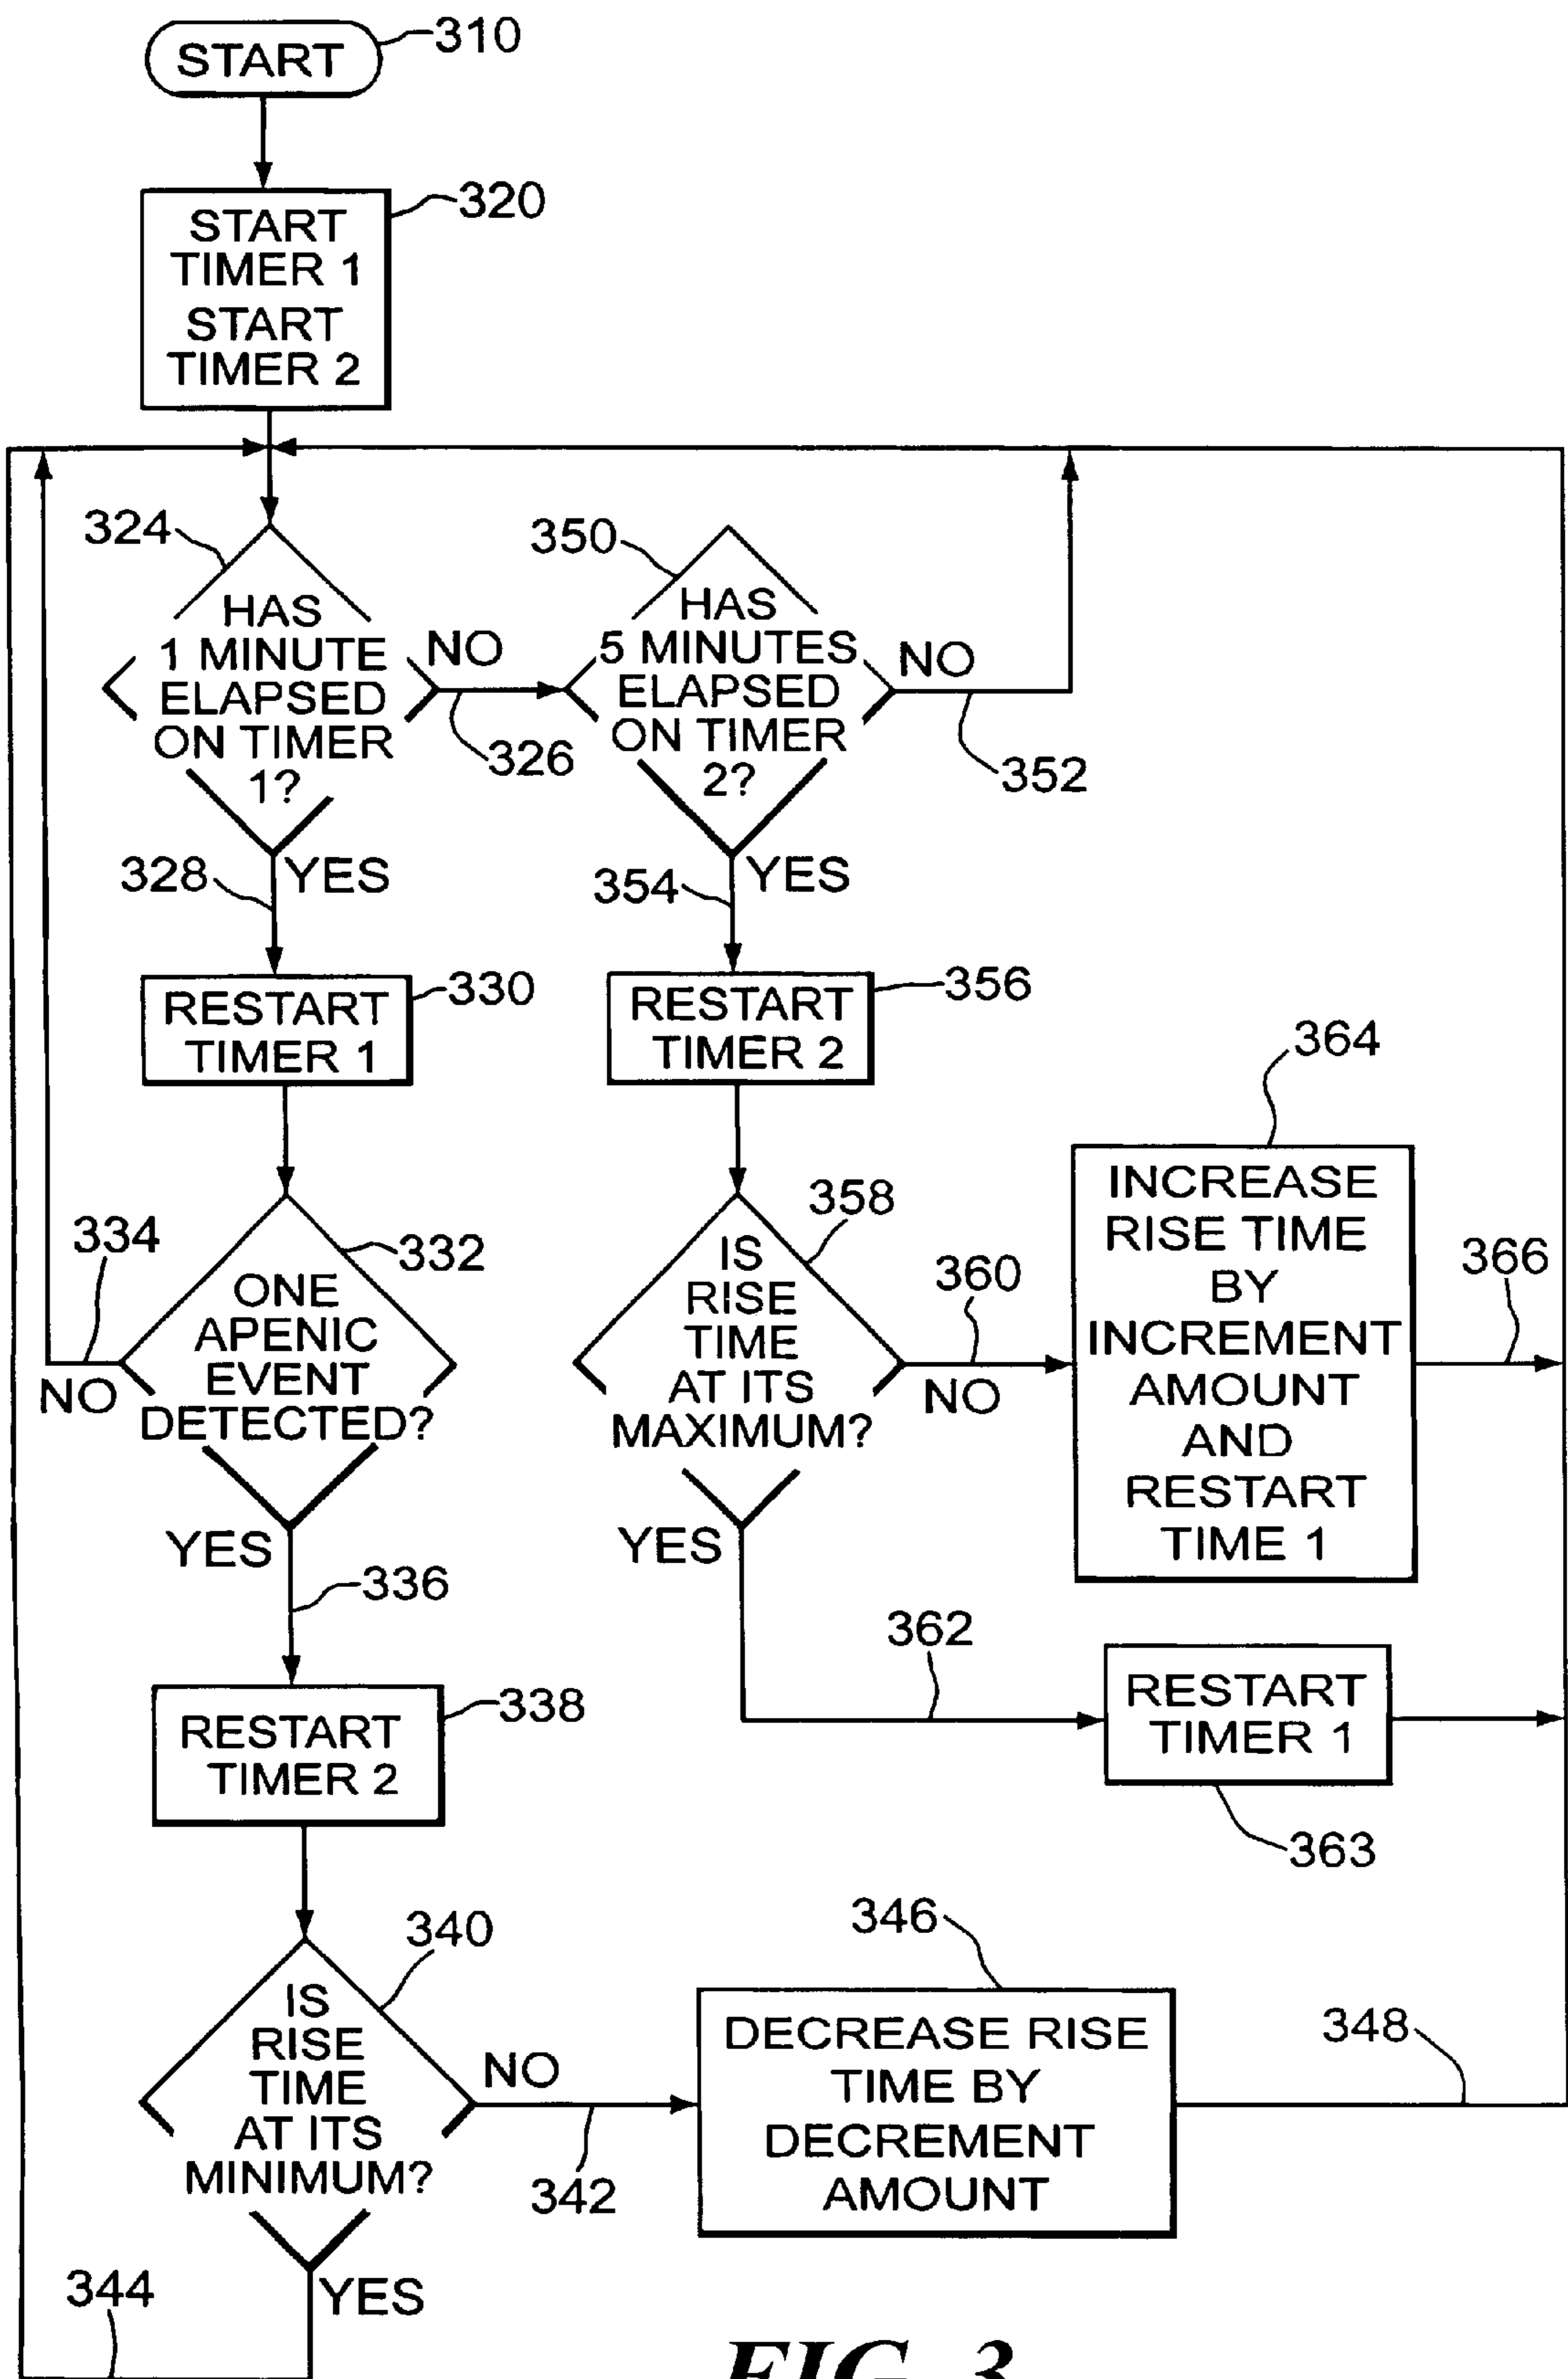 START
310
START
TIMER 1
START
TIMER 2
320
324
HAS
1 MINUTE
ELAPSED
ON TIMER
1?
NO
326
350
HAS
5 MINUTES
ELAPSED
ON TIMER
2?
NO
352
328
YES
354
YES
RESTART
TIMER 1
330
RESTART
TIMER 2
356
334
NO
ONE
APENIC
EVENT
DETECTED?
332
IS
RISE
TIME
AT ITS
MAXIMUM?
358
360
NO
364
INCREASE
RISE TIME
BY
INCREMENT
AMOUNT
AND
RESTART
TIME 1
366
YES
336
YES
362
RESTART
TIMER 1
363
RESTART
TIMER 2
338
IS
RISE
TIME
AT ITS
MINIMUM?
340
NO
342
346
DECREASE RISE
TIME BY
DECREMENT
AMOUNT
348
344
YES
FIG. 3